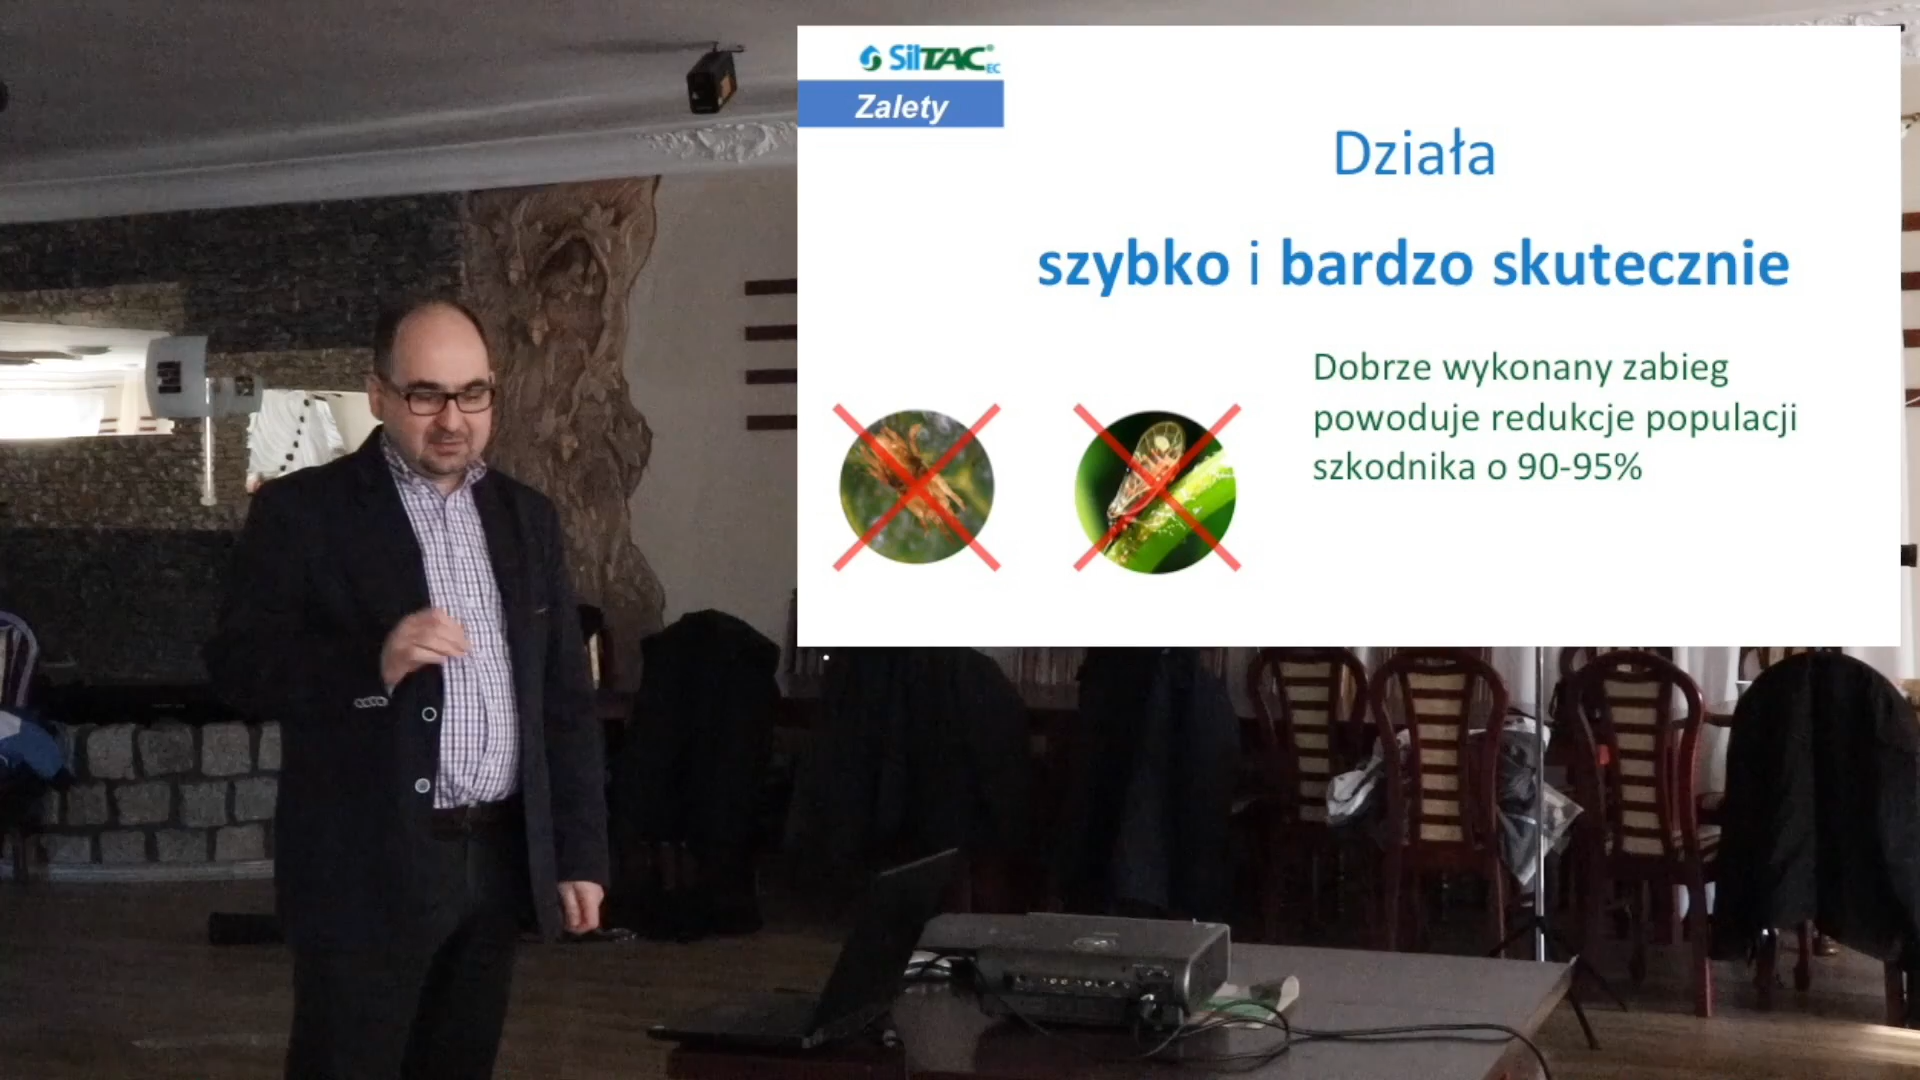 SilTAC® EC
Zalety
Działa
szybko i bardzo skutecznie
Dobrze wykonany zabieg
powoduje redukcje populacji
szkodnika o 90-95%